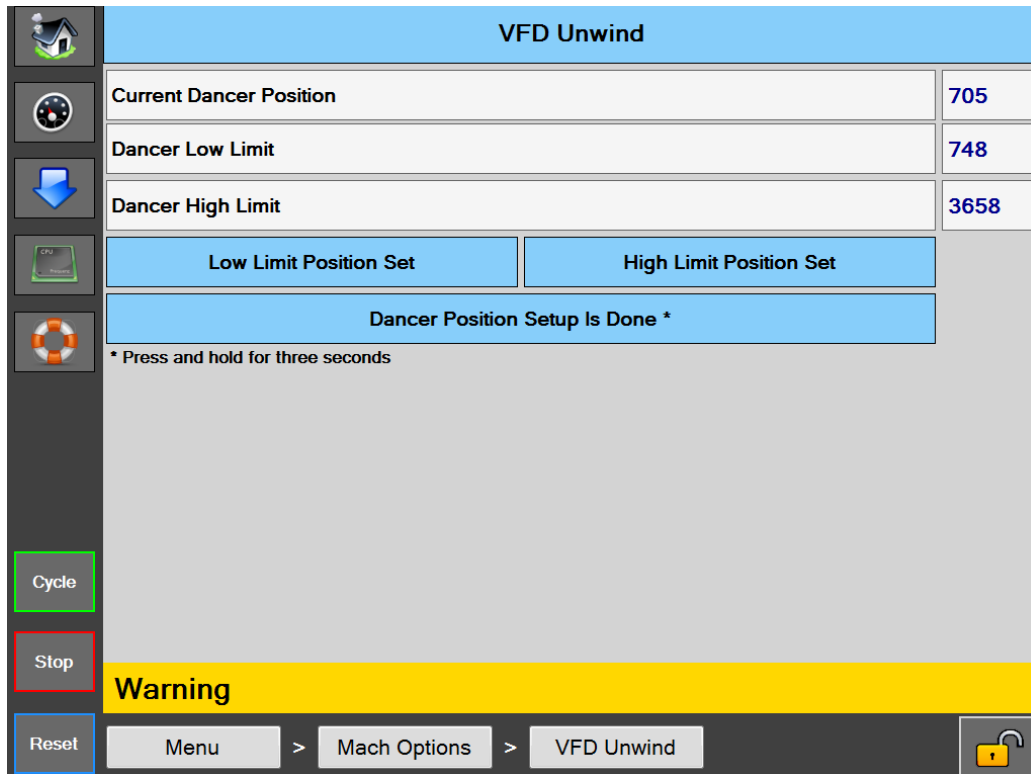 VFD Unwind
Current Dancer Position 705
Dancer Low Limit 748
Dancer High Limit 3658
Low Limit Position Set High Limit Position Set
Dancer Position Setup Is Done *
* Press and hold for three seconds
CPU
Cycle
Stop
Warning
Reset Menu > Mach Options > VFD Unwind